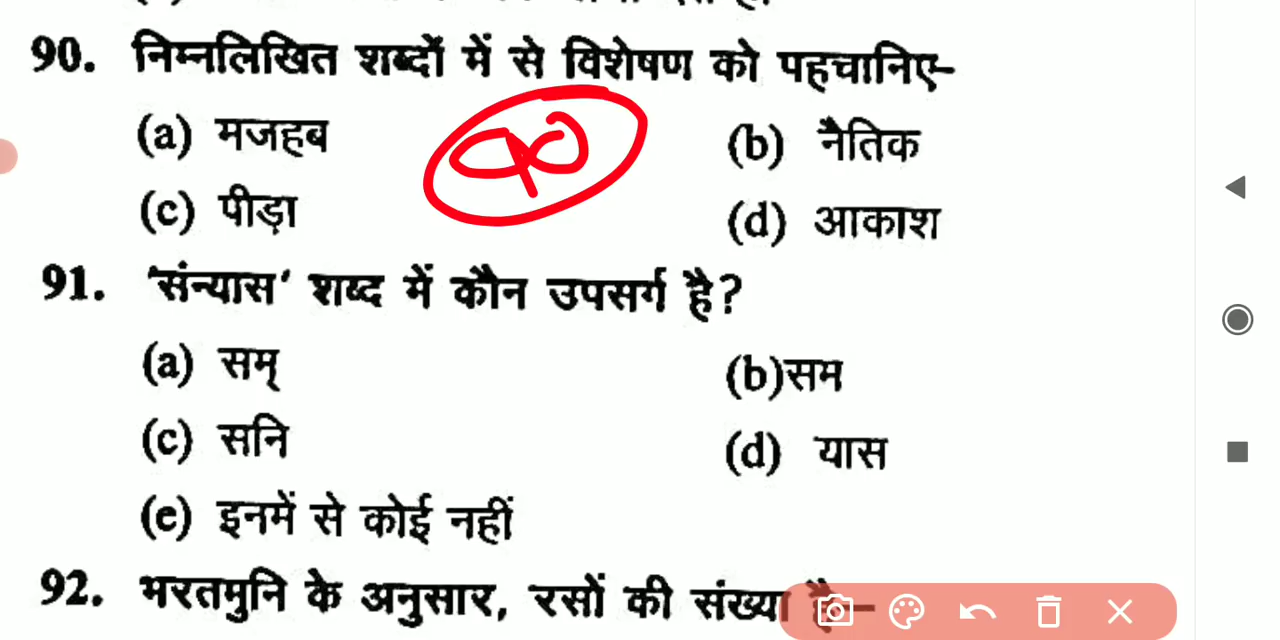 90. निम्नलिखित शब्दों में से विशेषण को पहचानिए-
(a) मजहब (b) नैतिक
(c) पीड़ा (d) आकाश
91. ‘संन्यास‘ शब्द में कौन उपसर्ग है?
(a) सम् (b)सम
(c) सनि (d) यास
(e) इनमें से कोई नहीं
92. भरतमुनि के अनुसार, रसों की संख्या है-